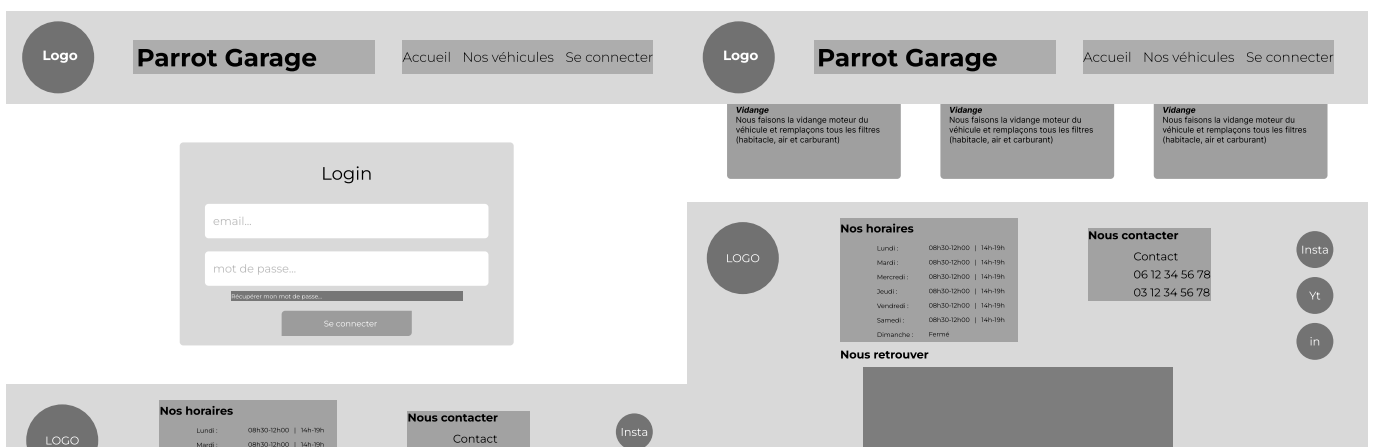 Logo
Parrot Garage
Accueil Nos véhicules Se connecter
Login
email...
mot de passe...
Récupérer mon mot de passe...
Se connecter
LOGO
Nos horaires
Lundi : 08h30-12h00 | 14h-19h
Mardi : 08h30-12h00 | 14h-19h
Nous contacter
Contact
Insta
Logo
Parrot Garage
Accueil Nos véhicules Se connecter
Vidange
Nous faisons la vidange moteur du
véhicule et remplaçons tous les filtres
(habitacle, air et carburant)
Vidange
Nous faisons la vidange moteur du
véhicule et remplaçons tous les filtres
(habitacle, air et carburant)
Vidange
Nous faisons la vidange moteur du
véhicule et remplaçons tous les filtres
(habitacle, air et carburant)
LOGO
Nos horaires
Lundi : 08h30-12h00 | 14h-19h
Mardi : 08h30-12h00 | 14h-19h
Mercredi : 08h30-12h00 | 14h-19h
Jeudi : 08h30-12h00 | 14h-19h
Vendredi : 08h30-12h00 | 14h-19h
Samedi : 08h30-12h00 | 14h-19h
Dimanche : Fermé
Nous retrouver
Nous contacter
Contact
06 12 34 56 78
03 12 34 56 78
Insta
Yt
in